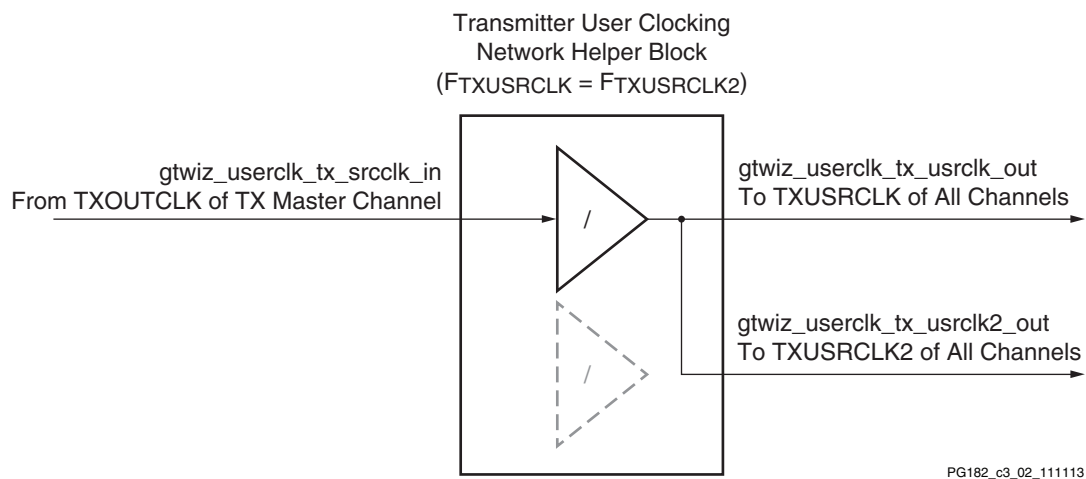 Transmitter User Clocking
Network Helper Block
(FTXUSRCLK = FTXUSRCLK2)
gtwiz_userclk_tx_srcclk_in
From TXOUTCLK of TX Master Channel
/
gtwiz_userclk_tx_usrclk_out
To TXUSRCLK of All Channels
/
gtwiz_userclk_tx_usrclk2_out
To TXUSRCLK2 of All Channels
PG182_c3_02_111113